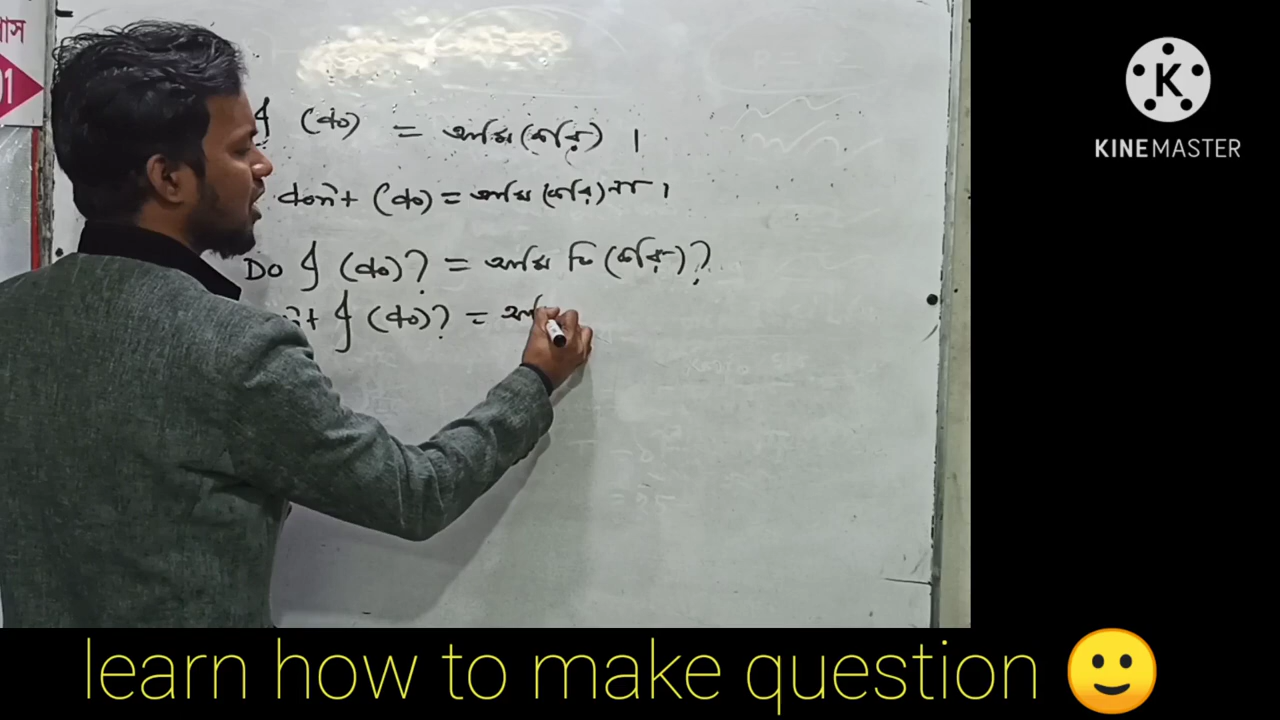 I (do) = আমি (করি) ।
don't (do) = আমি (করি) না ।
Do I (do)? = আমি কি (করি)?
n't I (do)? = আমি
01
KINEMASTER
learn how to make question 🙂